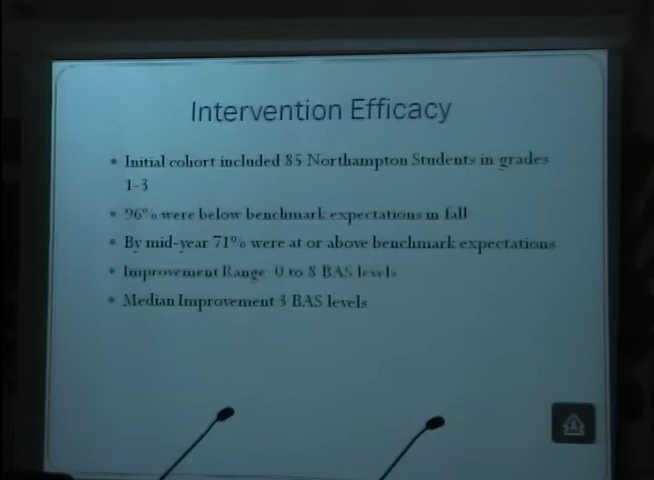 Intervention Efficacy
• Initial cohort included 85 Northampton Students in grades
1-3
• 96% were below benchmark expectations in fall
• By mid-year 71% were at or above benchmark expectations
• Improvement Range 0 to 8 BAS levels
• Median Improvement 3 BAS levels